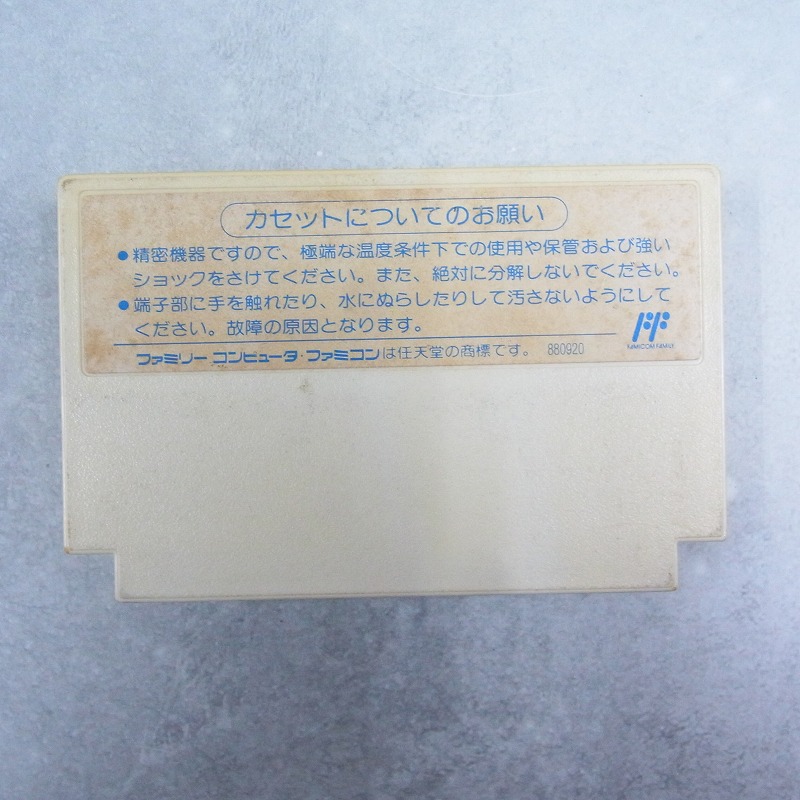 カセットについてのお願い
●精密機器ですので、極端な温度条件下での使用や保管および強い
ショックをさけてください。また、絶対に分解しないでください。
●端子部に手を触れたり、水にぬらしたりして汚さないようにして
ください。故障の原因となります。
FAMICOM FAMILY
ファミリー コンピュータ・ファミコンは任天堂の商標です。 880920